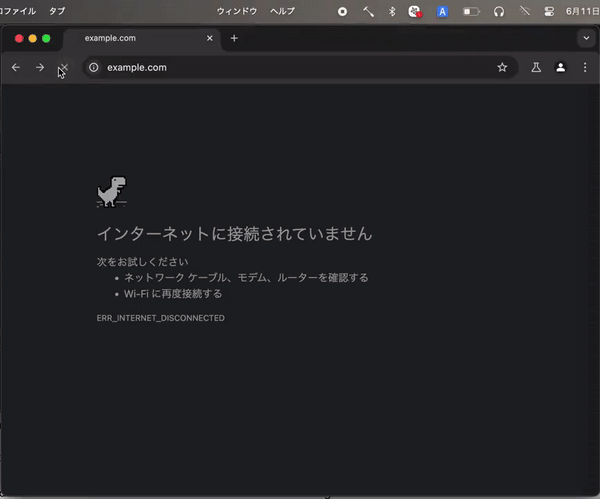 ロファイル タブ ウィンドウ ヘルプ A 6月11日
example.com
example.com
インターネットに接続されていません
次をお試しください
• ネットワーク ケーブル、モデム、ルーターを確認する
• Wi-Fi に再度接続する
ERR_INTERNET_DISCONNECTED